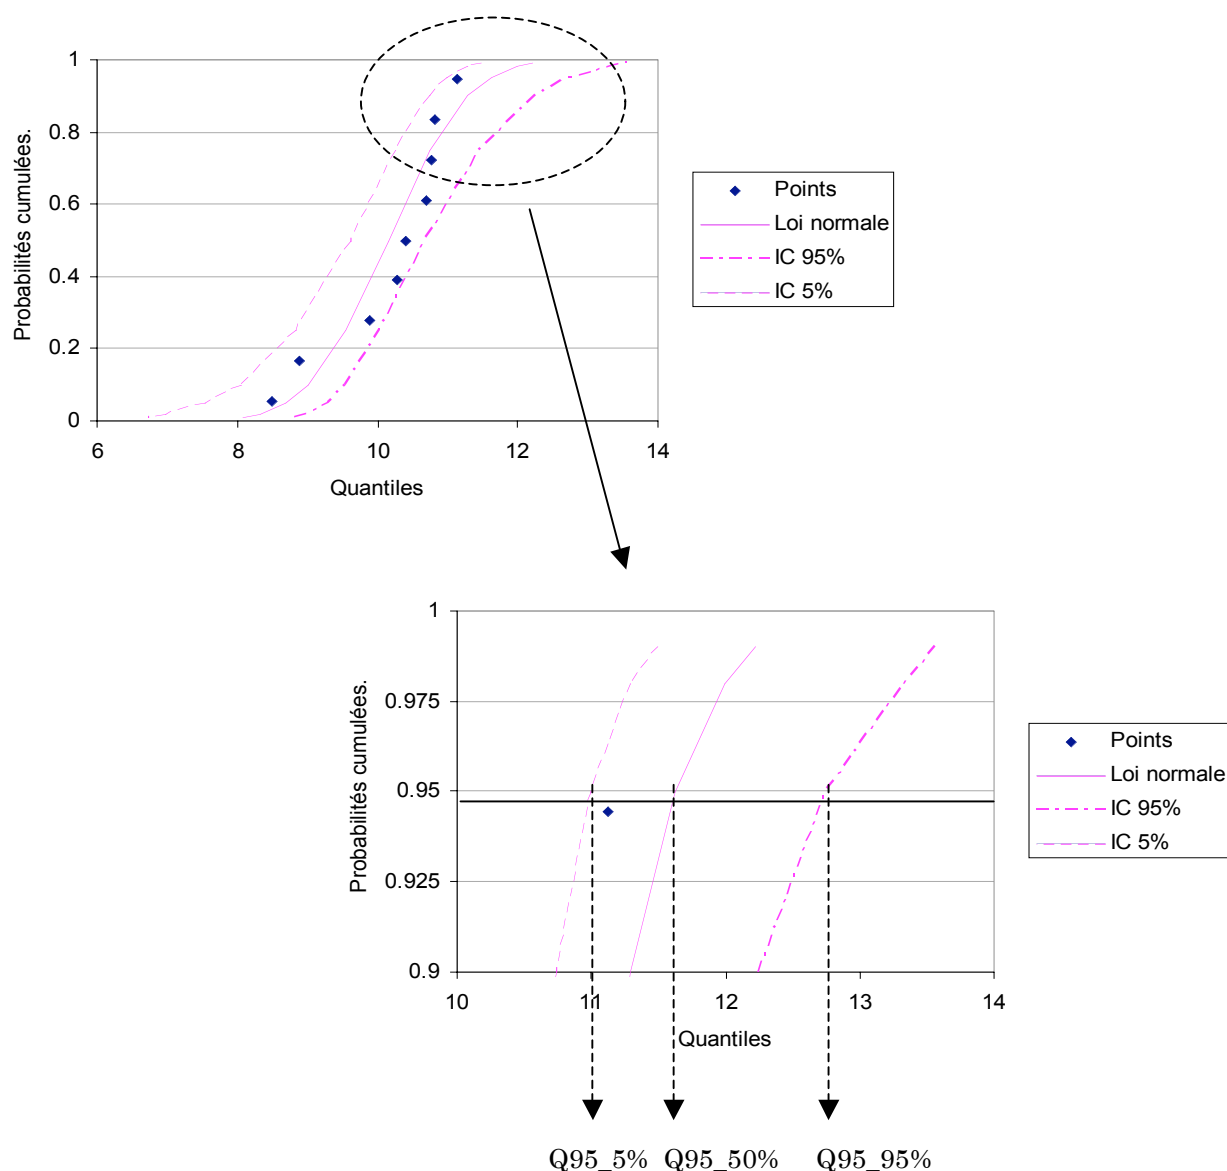 1
0.8
0.6
0.4
0.2
0
Probabilités cumulées.
6 8 10 12 14
Quantiles
Points
Loi normale
IC 95%
IC 5%
1
0.975
0.95
0.925
0.9
Probabilités cumulées.
10 11 12 13 14
Quantiles
Points
Loi normale
IC 95%
IC 5%
Q95_5% Q95_50% Q95_95%